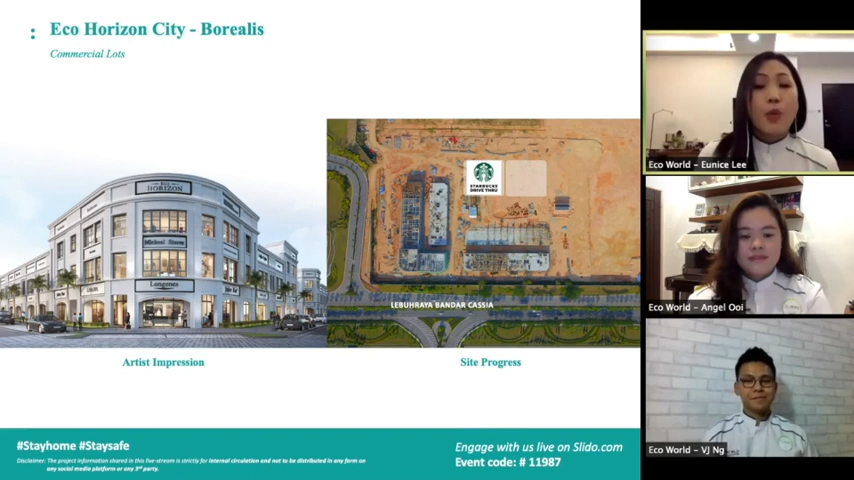 : Eco Horizon City - Borealis
Commercial Lots
ECO
HORIZON
Longmas
STARBUCKS
DRIVE THRU
LEBUHRAYA BANDAR CASSIA
Artist Impression
Site Progress
#Stayhome #Staysafe
Disclaimer: The project information shared in this live-stream is strictly for internal circulation and not to be distributed in any form on
any social media platform or any 3rd party.
Engage with us live on Slido.com
Event code: # 11987
Eco World – Eunice Lee
Eco World – Angel Ooi
Eco World – VJ Ng